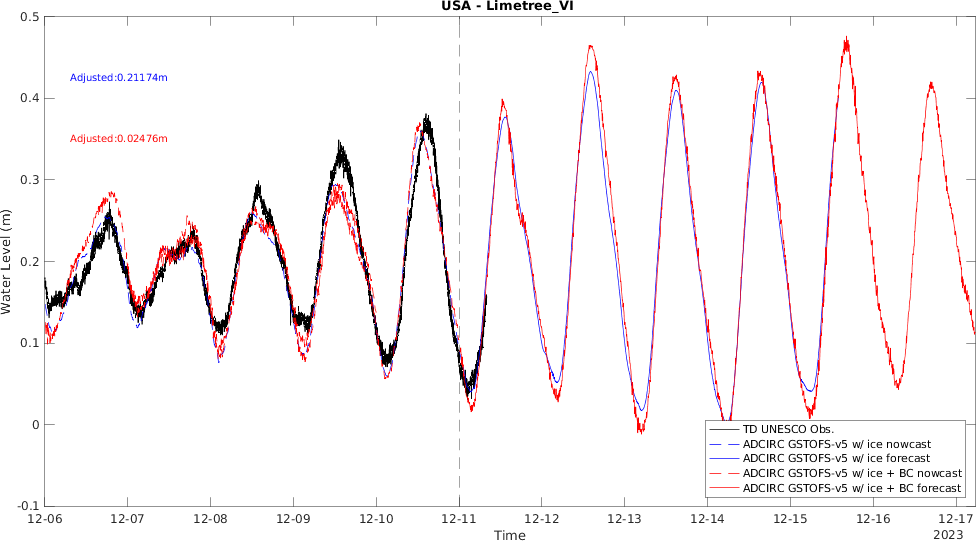 USA - Limetree_VI
0.5
0.4
0.3
0.2
0.1
0
-0.1
Water Level (m)
Adjusted:0.21174m
Adjusted:0.02476m
TD UNESCO Obs.
ADCIRC GSTOFS-v5 w/ ice nowcast
ADCIRC GSTOFS-v5 w/ ice forecast
ADCIRC GSTOFS-v5 w/ ice + BC nowcast
ADCIRC GSTOFS-v5 w/ ice + BC forecast
12-06 12-07 12-08 12-09 12-10 12-11 12-12 12-13 12-14 12-15 12-16 12-17
Time
2023